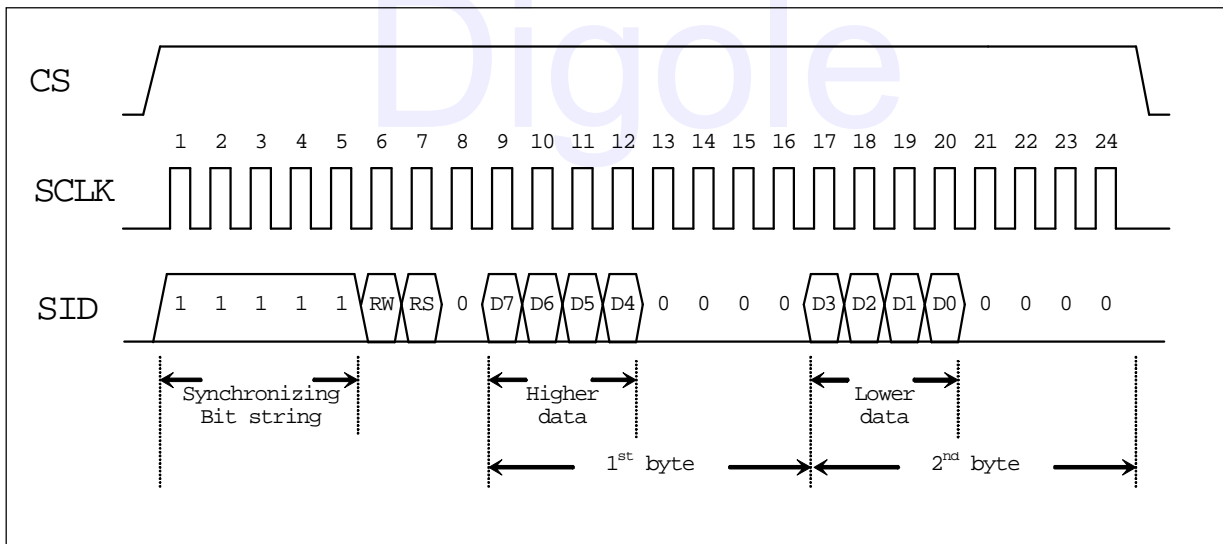 Digole
CS
1 2 3 4 5 6 7 8 9 10 11 12 13 14 15 16 17 18 19 20 21 22 23 24
SCLK
SID
1 1 1 1 1 RW RS 0 D7 D6 D5 D4 0 0 0 0 D3 D2 D1 D0 0 0 0 0
Synchronizing
Bit string
Higher
data
Lower
data
1st byte
2nd byte